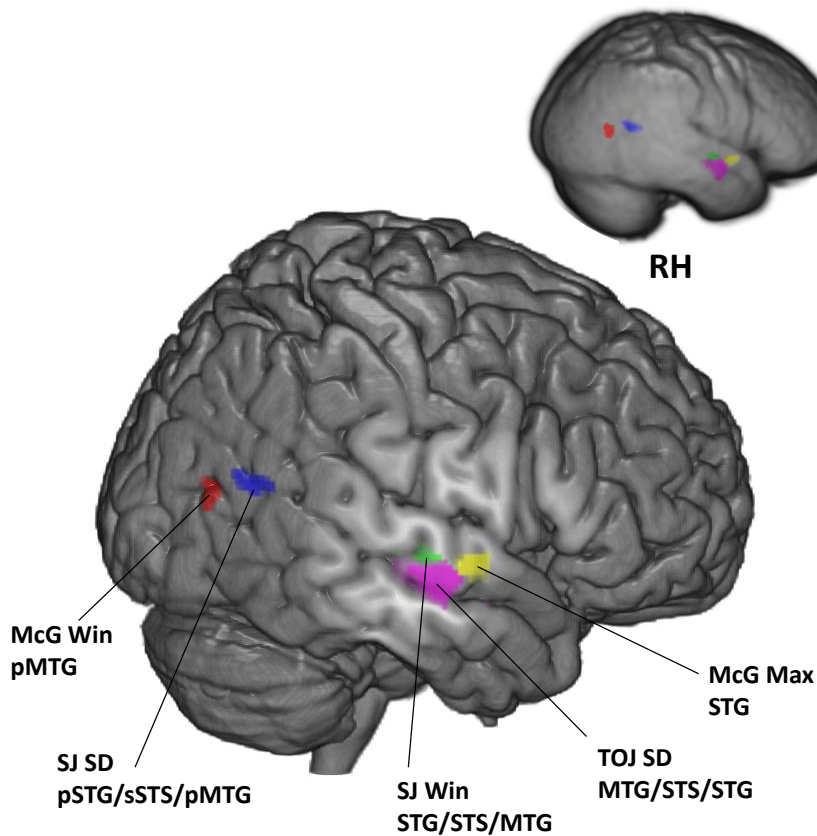 RH
McG Win
pMTG
McG Max
STG
SJ SD
pSTG/sSTS/pMTG
TOJ SD
MTG/STS/STG
SJ Win
STG/STS/MTG